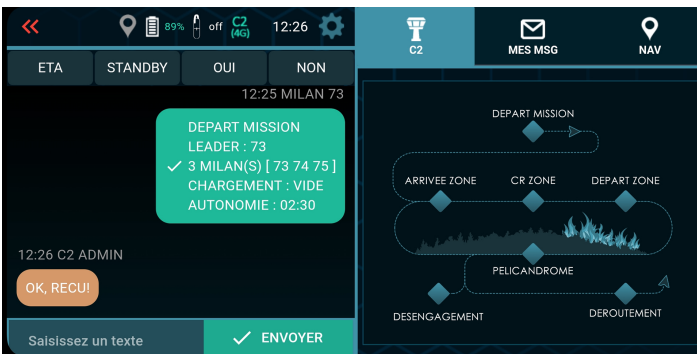 89%
off
C2
(4G)
12:26
ETA
STANDBY
OUI
NON
12:25 MILAN 73
DEPART MISSION
LEADER : 73
3 MILAN(S) [ 73 74 75 ]
CHARGEMENT : VIDE
AUTONOMIE : 02:30
12:26 C2 ADMIN
OK, RECU!
Saisissez un texte
ENVOYER
C2
MES MSG
NAV
DEPART MISSION
ARRIVEE ZONE
CR ZONE
DEPART ZONE
PELICANDROME
DESENGAGEMENT
DEROUTEMENT